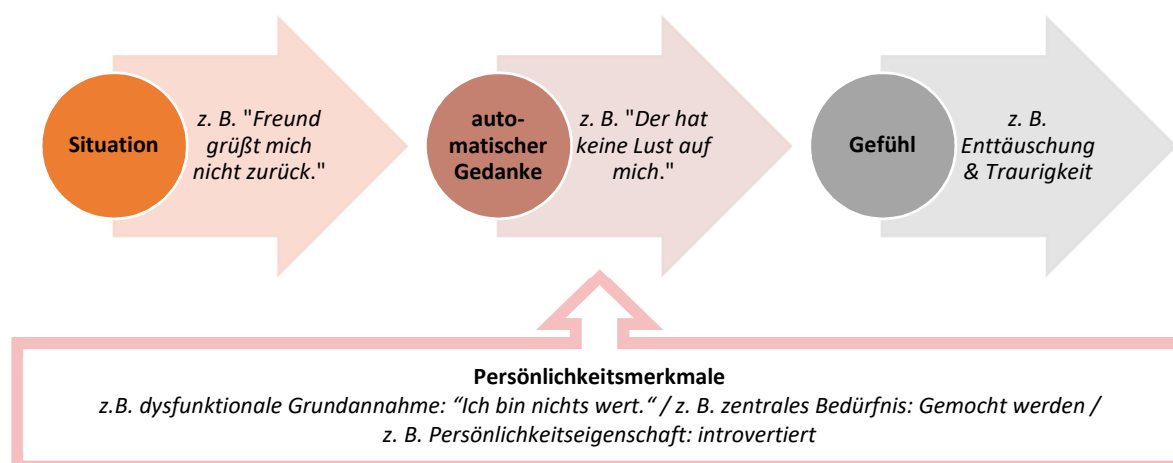 Situation
z. B. "Freund
grüßt mich
nicht zurück."
auto-
matischer
Gedanke
z. B. "Der hat
keine Lust auf
mich."
Gefühl
z. B.
Enttäuschung
& Traurigkeit
Persönlichkeitsmerkmale
z.B. dysfunktionale Grundannahme: “Ich bin nichts wert.“ / z. B. zentrales Bedürfnis: Gemocht werden /
z. B. Persönlichkeitseigenschaft: introvertiert